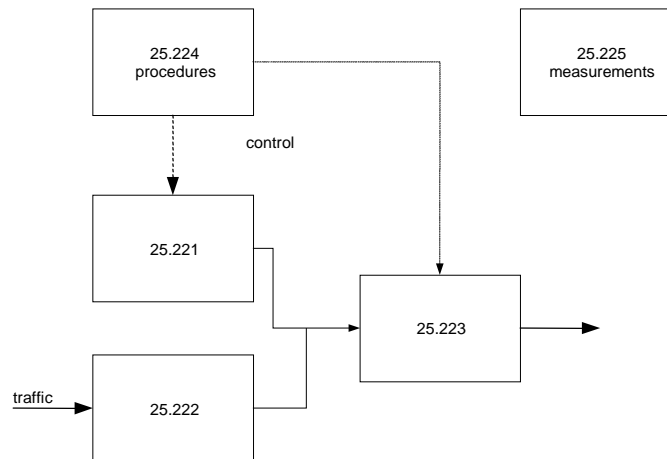 25.224
procedures
25.225
measurements
control
25.221
25.223
traffic
25.222